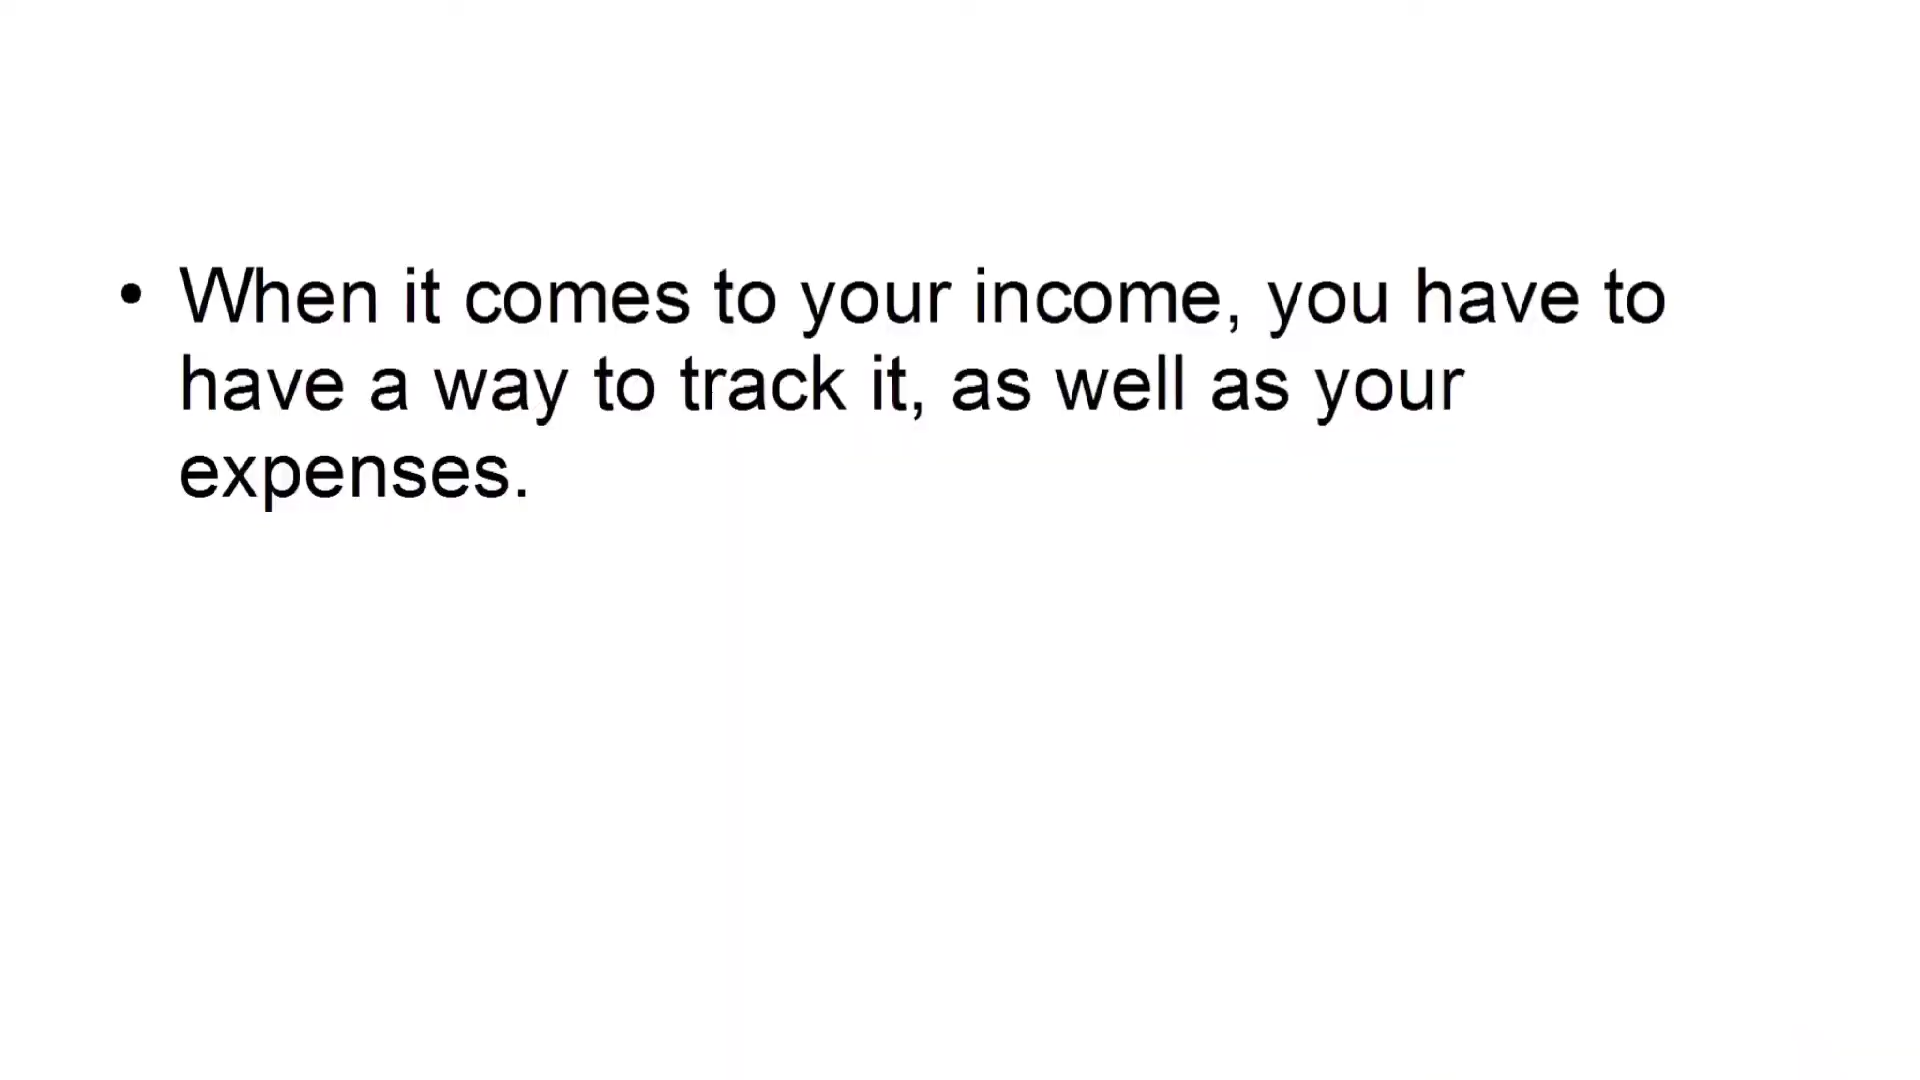 • When it comes to your income, you have to
have a way to track it, as well as your
expenses.